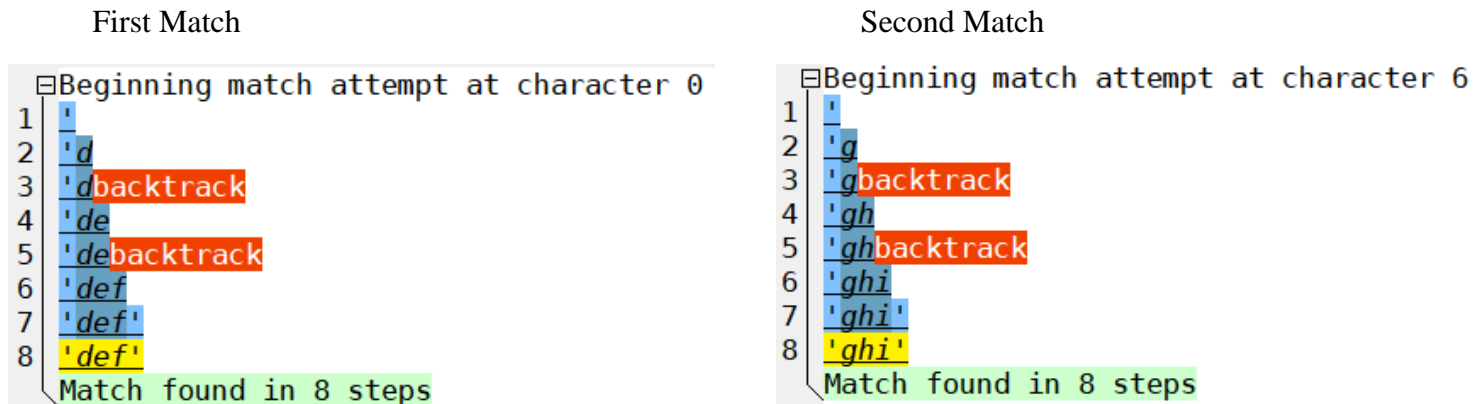 First Match
Beginning match attempt at character 0
1 '
2 'd
3 'dbacktrack
4 'de
5 'debacktrack
6 'def
7 'def'
8 'def'
Match found in 8 steps
Second Match
Beginning match attempt at character 6
1 '
2 'g
3 'gbacktrack
4 'gh
5 'ghbacktrack
6 'ghi
7 'ghi'
8 'ghi'
Match found in 8 steps